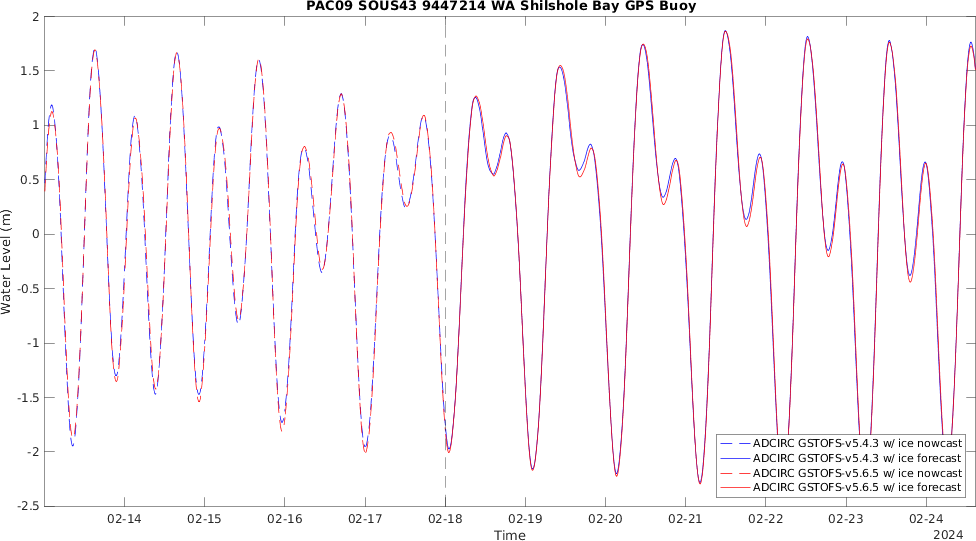 PAC09 SOUS43 9447214 WA Shilshole Bay GPS Buoy
2
1.5
1
0.5
0
-0.5
-1
-1.5
-2
-2.5
Water Level (m)
ADCIRC GSTOFS-v5.4.3 w/ ice nowcast
ADCIRC GSTOFS-v5.4.3 w/ ice forecast
ADCIRC GSTOFS-v5.6.5 w/ ice nowcast
ADCIRC GSTOFS-v5.6.5 w/ ice forecast
02-14 02-15 02-16 02-17 02-18 02-19 02-20 02-21 02-22 02-23 02-24
Time
2024